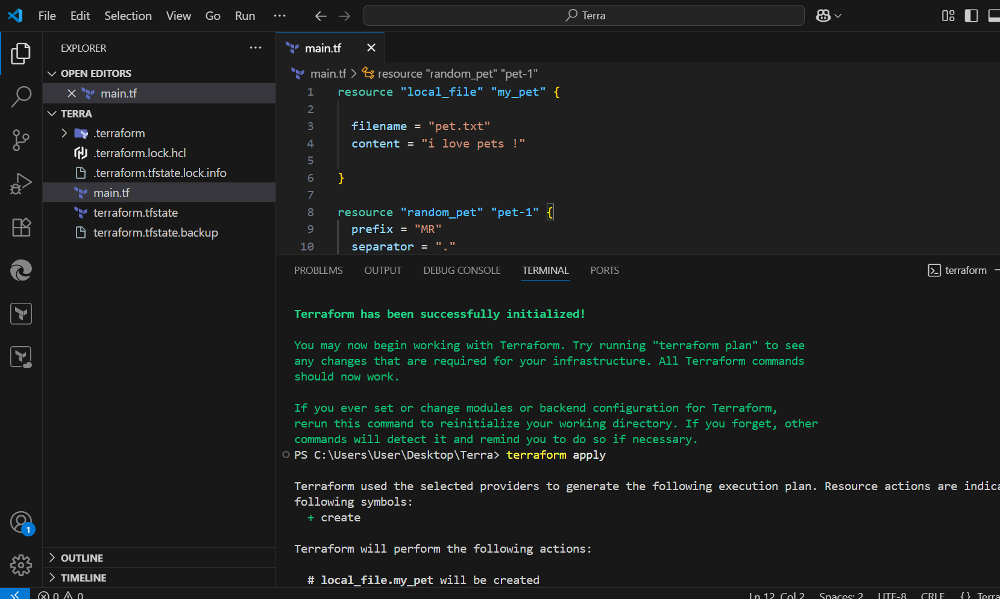 File Edit Selection View Go Run ··· Terra
EXPLORER ···
OPEN EDITORS
main.tf
TERRA
.terraform
.terraform.lock.hcl
.terraform.tfstate.lock.info
main.tf
terraform.tfstate
terraform.tfstate.backup
OUTLINE
TIMELINE
1
main.tf
main.tf > resource "random_pet" "pet-1"
1 resource "local_file" "my_pet" {
2
3 filename = "pet.txt"
4 content = "i love pets !"
5
6 }
7
8 resource "random_pet" "pet-1" {
9 prefix = "MR"
10 separator = "."
PROBLEMS OUTPUT DEBUG CONSOLE TERMINAL PORTS terraform
Terraform has been successfully initialized!
You may now begin working with Terraform. Try running "terraform plan" to see
any changes that are required for your infrastructure. All Terraform commands
should now work.
If you ever set or change modules or backend configuration for Terraform,
rerun this command to reinitialize your working directory. If you forget, other
commands will detect it and remind you to do so if necessary.
PS C:\Users\User\Desktop\Terra> terraform apply
Terraform used the selected providers to generate the following execution plan. Resource actions are indica
following symbols:
+ create
Terraform will perform the following actions:
# local_file.my_pet will be created
0 0 Ln 12, Col 2 Spaces: 2 UTF-8 CRLF {} Terra